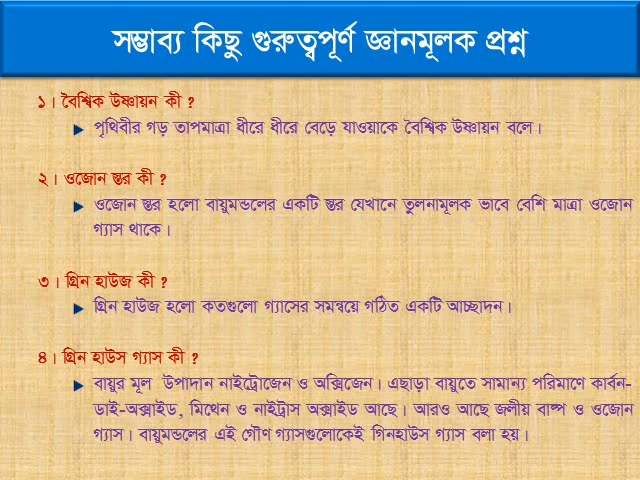 সম্ভাব্য কিছু গুরুত্বপূর্ণ জ্ঞানমূলক প্রশ্ন
১। বৈশ্বিক উষ্ণায়ন কী ?
পৃথিবীর গড় তাপমাত্রা ধীরে ধীরে বেড়ে যাওয়াকে বৈশ্বিক উষ্ণায়ন বলে।
২। ওজোন স্তর কী ?
ওজোন স্তর হলো বায়ুমন্ডলের একটি স্তর যেখানে তুলনামূলক ভাবে বেশি মাত্রা ওজোন
গ্যাস থাকে।
৩। গ্রিন হাউজ কী ?
গ্রিন হাউজ হলো কতগুলো গ্যাসের সমন্বয়ে গঠিত একটি আচ্ছাদন।
৪। গ্রিন হাউস গ্যাস কী ?
বায়ুর মূল উপাদান নাইট্রোজেন ও অক্সিজেন। এছাড়া বায়ুতে সামান্য পরিমাণে কার্বন-
ডাই-অক্সাইড, মিথেন ও নাইট্রাস অক্সাইড আছে। আরও আছে জলীয় বাষ্প ও ওজোন
গ্যাস। বায়ুমন্ডলের এই গৌণ গ্যাসগুলোকেই গিনহাউস গ্যাস বলা হয়।